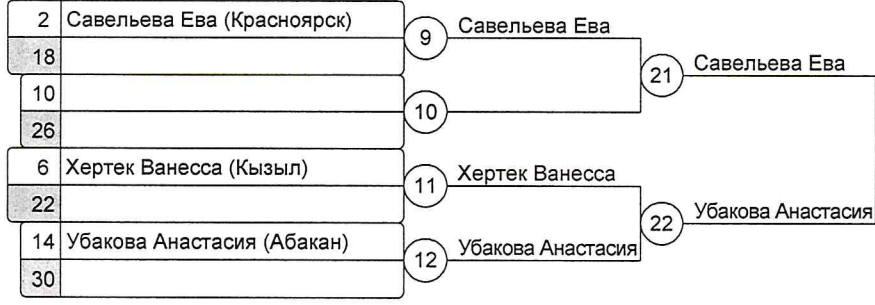 2 Савельева Ева (Красноярск)
9 Савельева Ева
18
21 Савельева Ева
10
10
26
6 Хертек Ванесса (Кызыл)
11 Хертек Ванесса
22
22 Убакова Анастасия
14 Убакова Анастасия (Абакан)
12 Убакова Анастасия
30